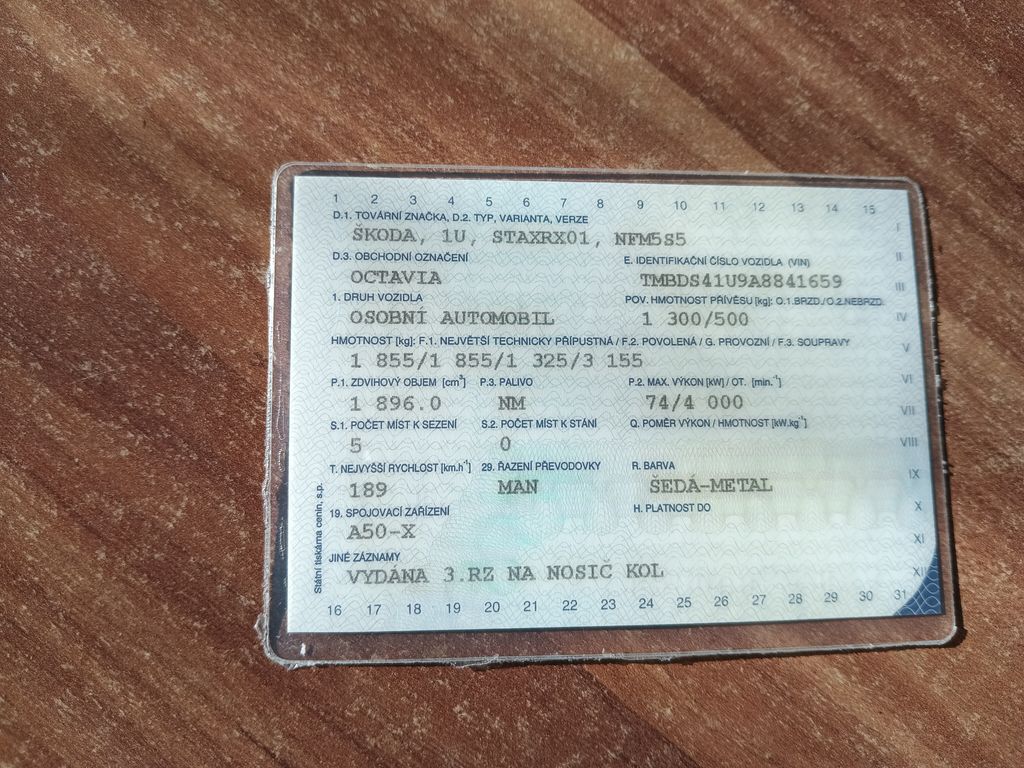 1 2 3 4 5 6 7 8 9 10 11 12 13 14 15
D.1. TOVÁRNÍ ZNAČKA, D.2. TYP, VARIANTA, VERZE
I
ŠKODA, 1U, STAXRX01, NFM5S5
D.3. OBCHODNÍ OZNAČENÍ E. IDENTIFIKAČNÍ ČÍSLO VOZIDLA (VIN)
II
OCTAVIA TMBDS41U9A8841659
III
1. DRUH VOZIDLA POV. HMOTNOST PŘÍVĚSU [kg]: O.1.BRZD./O.2.NEBRZD.
OSOBNÍ AUTOMOBIL 1 300/500
IV
HMOTNOST [kg]: F.1. NEJVĚTŠÍ TECHNICKY PŘÍPUSTNÁ / F.2. POVOLENÁ / G. PROVOZNÍ / F.3. SOUPRAVY
V
1 855/1 855/1 325/3 155
P.1. ZDVIHOVÝ OBJEM [cm³] P.3. PALIVO P.2. MAX. VÝKON [kW] / OT. [min.⁻¹]
VI
1 896.0 NM 74/4 000
VII
S.1. POČET MÍST K SEZENÍ S.2. POČET MÍST K STÁNÍ Q. POMĚR VÝKON / HMOTNOST [kW.kg⁻¹]
5 0
VIII
T. NEJVYŠŠÍ RYCHLOST [km.h⁻¹] 29. ŘAZENÍ PŘEVODOVKY R. BARVA
IX
189 MAN ŠEDÁ-METAL
19. SPOJOVACÍ ZAŘÍZENÍ H. PLATNOST DO
X
A50-X
XI
JINÉ ZÁZNAMY
VYDÁNA 3.RZ NA NOSIČ KOL
XII
16 17 18 19 20 21 22 23 24 25 26 27 28 29 30 31
Státní tiskárna cenin, s.p.